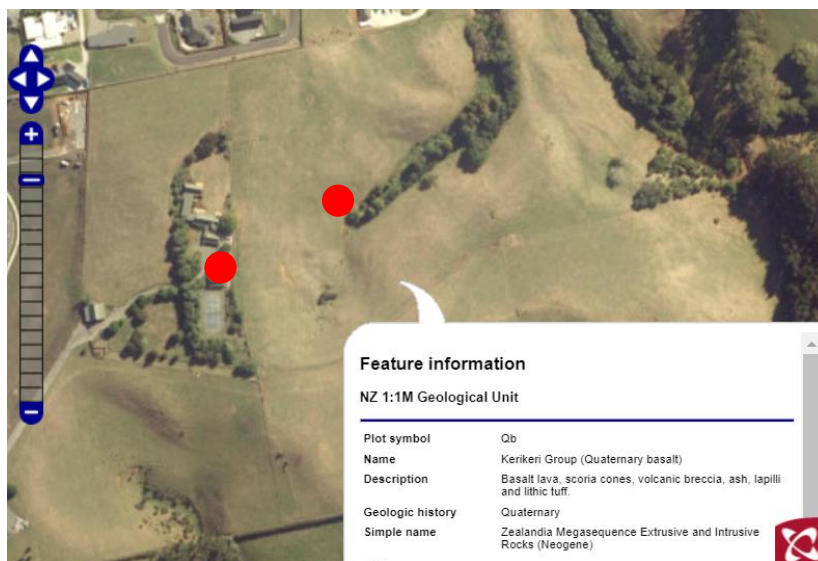 Feature information
NZ 1:1M Geological Unit
Plot symbol Qb
Name Kerikeri Group (Quaternary basalt)
Description Basalt lava, scoria cones, volcanic breccia, ash, lapilli
and lithic tuff.
Geologic history Quaternary
Simple name Zealandia Megasequence Extrusive and Intrusive
Rocks (Neogene)